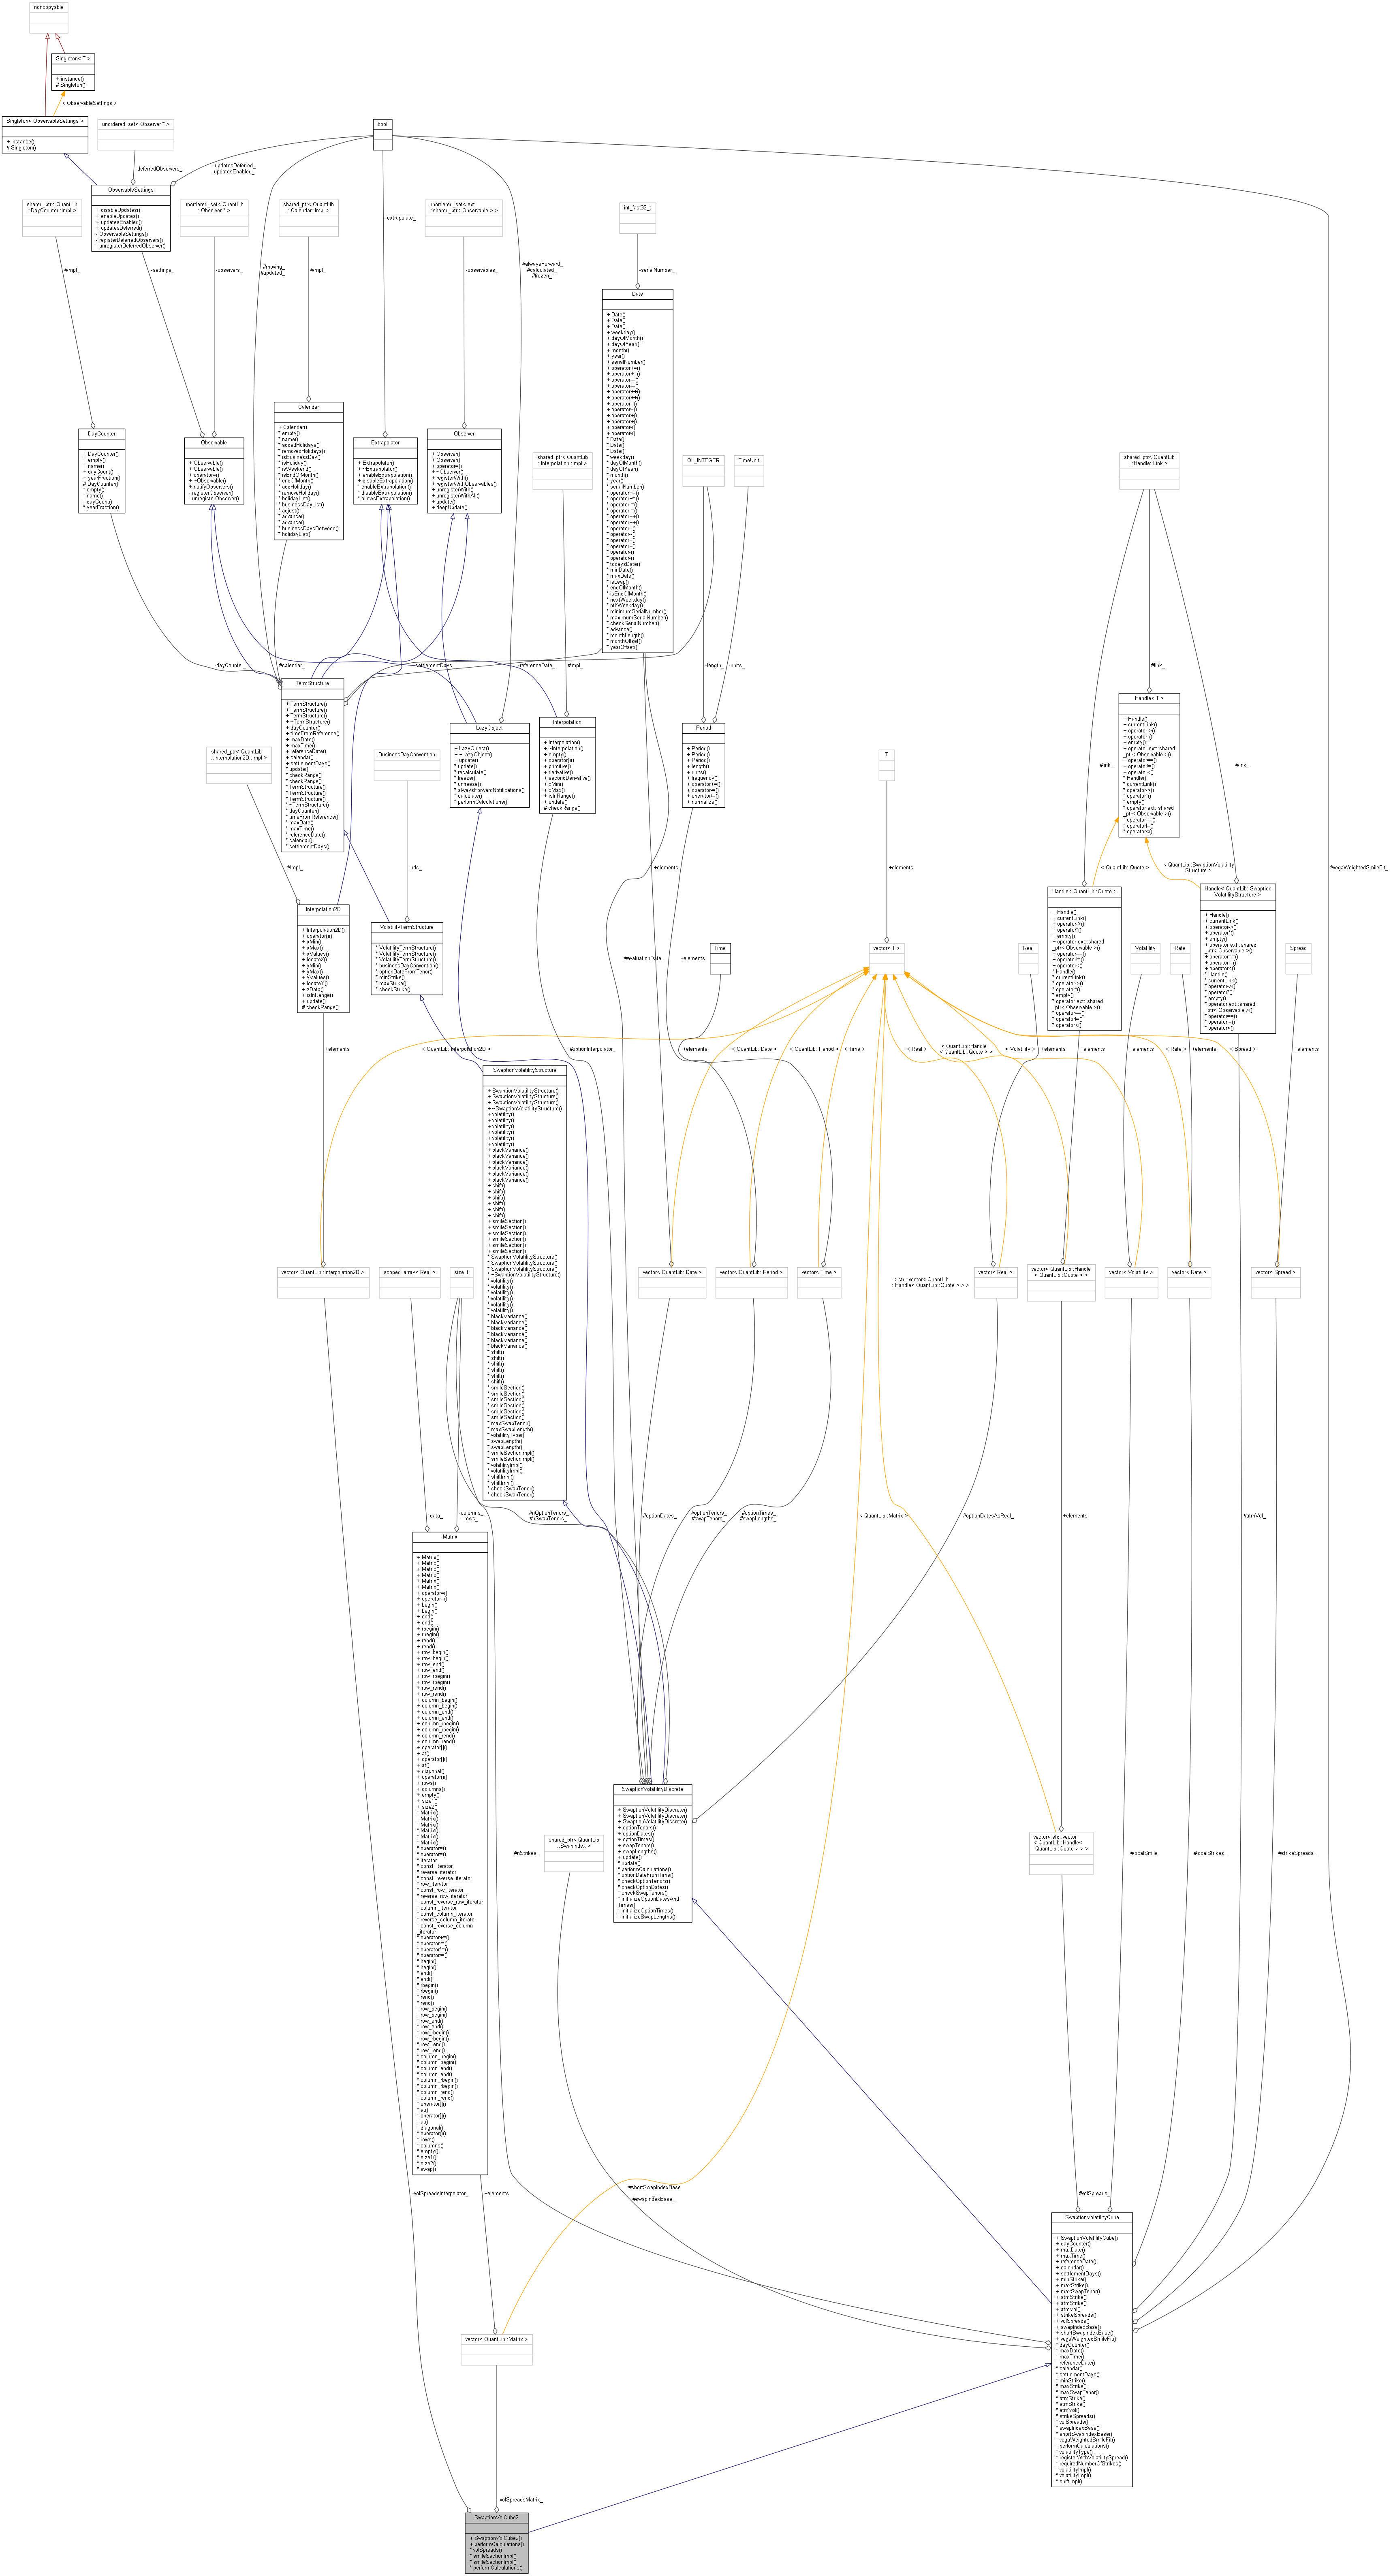 noncopyable
Singleton< T >
+ instance()
# Singleton()
< ObservableSettings >
Singleton< ObservableSettings >
+ instance()
# Singleton()
unordered_set< Observer * >
bool
-deferredObservers_
-updatesDeferred_
-updatesEnabled_
ObservableSettings
+ disableUpdates()
+ enableUpdates()
+ updatesEnabled()
+ updatesDeferred()
- ObservableSettings()
- registerDeferredObservers()
- unregisterDeferredObserver()
shared_ptr< QuantLib
::DayCounter::Impl >
unordered_set< QuantLib
::Observer * >
shared_ptr< QuantLib
::Calendar::Impl >
unordered_set< ext
::shared_ptr< Observable > >
int_fast32_t
-extrapolate_
#impl_
-settings_
-observers_
#moving_
#updated_
#impl_
-observables_
#alwaysForward_
#calculated_
#frozen_
-serialNumber_
Date
+ Date()
+ Date()
+ Date()
+ weekday()
+ dayOfMonth()
+ dayOfYear()
+ month()
+ year()
+ serialNumber()
+ operator+=()
+ operator+=()
+ operator-=()
+ operator-=()
+ operator++()
+ operator++()
+ operator--()
+ operator--()
+ operator+()
+ operator+()
+ operator-()
+ operator-()
* Date()
* Date()
* Date()
* weekday()
* dayOfMonth()
* dayOfYear()
* month()
* year()
* serialNumber()
* operator+=()
* operator+=()
* operator-=()
* operator-=()
* operator++()
* operator++()
* operator--()
* operator--()
* operator+()
* operator+()
* operator-()
* operator-()
* todaysDate()
* minDate()
* maxDate()
* isLeap()
* endOfMonth()
* isEndOfMonth()
* nextWeekday()
* nthWeekday()
* minimumSerialNumber()
* maximumSerialNumber()
* checkSerialNumber()
* advance()
* monthLength()
* monthOffset()
* yearOffset()
DayCounter
+ DayCounter()
+ empty()
+ name()
+ dayCount()
+ yearFraction()
# DayCounter()
* empty()
* name()
* dayCount()
* yearFraction()
Observable
+ Observable()
+ Observable()
+ operator=()
+ ~Observable()
+ notifyObservers()
- registerObserver()
- unregisterObserver()
Calendar
+ Calendar()
* empty()
* name()
* addedHolidays()
* removedHolidays()
* isBusinessDay()
* isHoliday()
* isWeekend()
* isEndOfMonth()
* endOfMonth()
* addHoliday()
* removeHoliday()
* holidayList()
* businessDayList()
* adjust()
* advance()
* advance()
* businessDaysBetween()
* holidayList()
Extrapolator
+ Extrapolator()
+ ~Extrapolator()
+ enableExtrapolation()
+ disableExtrapolation()
* enableExtrapolation()
* disableExtrapolation()
* allowsExtrapolation()
Observer
+ Observer()
+ Observer()
+ operator=()
+ ~Observer()
+ registerWith()
+ registerWithObservables()
+ unregisterWith()
+ unregisterWithAll()
+ update()
+ deepUpdate()
shared_ptr< QuantLib
::Interpolation::Impl >
QL_INTEGER
TimeUnit
shared_ptr< QuantLib
::Handle::Link >
-dayCounter_
#calendar_
-settlementDays_
-referenceDate_
#impl_
-length_
-units_
#link_
#link_
#link_
TermStructure
+ TermStructure()
+ TermStructure()
+ TermStructure()
+ ~TermStructure()
+ dayCounter()
+ timeFromReference()
+ maxDate()
+ maxTime()
+ referenceDate()
+ calendar()
+ settlementDays()
* update()
* checkRange()
* checkRange()
* TermStructure()
* TermStructure()
* TermStructure()
* ~TermStructure()
* dayCounter()
* timeFromReference()
* maxDate()
* maxTime()
* referenceDate()
* calendar()
* settlementDays()
LazyObject
+ LazyObject()
+ ~LazyObject()
+ update()
* update()
* recalculate()
* freeze()
* unfreeze()
* alwaysForwardNotifications()
* calculate()
* performCalculations()
Interpolation
+ Interpolation()
+ ~Interpolation()
+ empty()
+ operator()()
+ primitive()
+ derivative()
+ secondDerivative()
+ xMin()
+ xMax()
+ isInRange()
+ update()
# checkRange()
Period
+ Period()
+ Period()
+ Period()
+ length()
+ units()
+ frequency()
+ operator+=()
+ operator-=()
+ operator/=()
+ normalize()
Handle< T >
+ Handle()
+ currentLink()
+ operator->()
+ operator*()
+ empty()
+ operator ext::shared
_ptr< Observable >()
+ operator==()
+ operator!=()
+ operator<()
* Handle()
* currentLink()
* operator->()
* operator*()
* empty()
* operator ext::shared
_ptr< Observable >()
* operator==()
* operator!=()
* operator<()
shared_ptr< QuantLib
::Interpolation2D::Impl >
BusinessDayConvention
T
#impl_
-bdc_
+elements
+elements
< QuantLib::Quote >
< QuantLib::SwaptionVolatility
Structure >
#vegaWeightedSmileFit_
Interpolation2D
+ Interpolation2D()
+ operator()()
+ xMin()
+ xMax()
+ xValues()
+ locateX()
+ yMin()
+ yMax()
+ yValues()
+ locateY()
+ zData()
+ isInRange()
+ update()
# checkRange()
VolatilityTermStructure
* VolatilityTermStructure()
* VolatilityTermStructure()
* VolatilityTermStructure()
* businessDayConvention()
* optionDateFromTenor()
* minStrike()
* maxStrike()
* checkStrike()
Handle< QuantLib::Quote >
+ Handle()
+ currentLink()
+ operator->()
+ operator*()
+ empty()
+ operator ext::shared
_ptr< Observable >()
+ operator==()
+ operator!=()
+ operator<()
* Handle()
* currentLink()
* operator->()
* operator*()
* empty()
* operator ext::shared
_ptr< Observable >()
* operator==()
* operator!=()
* operator<()
Handle< QuantLib::Swaption
VolatilityStructure >
+ Handle()
+ currentLink()
+ operator->()
+ operator*()
+ empty()
+ operator ext::shared
_ptr< Observable >()
+ operator==()
+ operator!=()
+ operator<()
* Handle()
* currentLink()
* operator->()
* operator*()
* empty()
* operator ext::shared
_ptr< Observable >()
* operator==()
* operator!=()
* operator<()
Time
vector< T >
Real
Volatility
Rate
Spread
#evaluationDate_
+elements
+elements
< QuantLib::Interpolation2D >
#optionInterpolator_
+elements
< QuantLib::Date >
< QuantLib::Period >
< Time >
< Real >
< QuantLib::Handle
< QuantLib::Quote > >
< Volatility >
+elements
+elements
+elements
< Rate >
+elements
< Spread >
+elements
SwaptionVolatilityStructure
+ SwaptionVolatilityStructure()
+ SwaptionVolatilityStructure()
+ SwaptionVolatilityStructure()
+ ~SwaptionVolatilityStructure()
+ volatility()
+ volatility()
+ volatility()
+ volatility()
+ volatility()
+ volatility()
+ blackVariance()
+ blackVariance()
+ blackVariance()
+ blackVariance()
+ blackVariance()
+ blackVariance()
+ shift()
+ shift()
+ shift()
+ shift()
+ shift()
+ shift()
+ smileSection()
+ smileSection()
+ smileSection()
+ smileSection()
+ smileSection()
+ smileSection()
* SwaptionVolatilityStructure()
* SwaptionVolatilityStructure()
* SwaptionVolatilityStructure()
* ~SwaptionVolatilityStructure()
* volatility()
* volatility()
* volatility()
* volatility()
* volatility()
* volatility()
* blackVariance()
* blackVariance()
* blackVariance()
* blackVariance()
* blackVariance()
* blackVariance()
* shift()
* shift()
* shift()
* shift()
* shift()
* shift()
* smileSection()
* smileSection()
* smileSection()
* smileSection()
* smileSection()
* smileSection()
* maxSwapTenor()
* maxSwapLength()
* volatilityType()
* swapLength()
* swapLength()
* smileSectionImpl()
* smileSectionImpl()
* volatilityImpl()
* volatilityImpl()
* shiftImpl()
* shiftImpl()
* checkSwapTenor()
* checkSwapTenor()
vector< QuantLib::Interpolation2D >
scoped_array< Real >
size_t
vector< QuantLib::Date >
vector< QuantLib::Period >
vector< Time >
< std::vector< QuantLib
::Handle< QuantLib::Quote > > >
vector< Real >
vector< QuantLib::Handle
< QuantLib::Quote > >
vector< Volatility >
vector< Rate >
vector< Spread >
-data_
-columns_
-rows_
#nOptionTenors_
#nSwapTenors_
#optionDates_
#optionTenors_
#swapTenors_
#optionTimes_
#swapLengths_
< QuantLib::Matrix >
#optionDatesAsReal_
+elements
#atmVol_
Matrix
+ Matrix()
+ Matrix()
+ Matrix()
+ Matrix()
+ Matrix()
+ Matrix()
+ operator=()
+ operator=()
+ begin()
+ begin()
+ end()
+ end()
+ rbegin()
+ rbegin()
+ rend()
+ rend()
+ row_begin()
+ row_begin()
+ row_end()
+ row_end()
+ row_rbegin()
+ row_rbegin()
+ row_rend()
+ row_rend()
+ column_begin()
+ column_begin()
+ column_end()
+ column_end()
+ column_rbegin()
+ column_rbegin()
+ column_rend()
+ column_rend()
+ operator[]()
+ at()
+ operator[]()
+ at()
+ diagonal()
+ operator()()
+ rows()
+ columns()
+ empty()
+ size1()
+ size2()
* Matrix()
* Matrix()
* Matrix()
* Matrix()
* Matrix()
* Matrix()
* operator=()
* operator=()
* iterator
* const_iterator
* reverse_iterator
* const_reverse_iterator
* row_iterator
* const_row_iterator
* reverse_row_iterator
* const_reverse_row_iterator
* column_iterator
* const_column_iterator
* reverse_column_iterator
* const_reverse_column
_iterator
* operator+=()
* operator-=()
* operator*=()
* operator/=()
* begin()
* begin()
* end()
* end()
* rbegin()
* rbegin()
* rend()
* rend()
* row_begin()
* row_begin()
* row_end()
* row_end()
* row_rbegin()
* row_rbegin()
* row_rend()
* row_rend()
* column_begin()
* column_begin()
* column_end()
* column_end()
* column_rbegin()
* column_rbegin()
* column_rend()
* column_rend()
* operator[]()
* at()
* operator[]()
* at()
* diagonal()
* operator()()
* rows()
* columns()
* empty()
* size1()
* size2()
* swap()
SwaptionVolatilityDiscrete
+ SwaptionVolatilityDiscrete()
+ SwaptionVolatilityDiscrete()
+ SwaptionVolatilityDiscrete()
+ optionTenors()
+ optionDates()
+ optionTimes()
+ swapTenors()
+ swapLengths()
+ update()
* update()
* performCalculations()
* optionDateFromTime()
* checkOptionTenors()
* checkOptionDates()
* checkSwapTenors()
* initializeOptionDatesAnd
Times()
* initializeOptionTimes()
* initializeSwapLengths()
shared_ptr< QuantLib
::SwapIndex >
vector< std::vector
< QuantLib::Handle<
QuantLib::Quote > > >
#nStrikes_
#localSmile_
#localStrikes_
#strikeSpreads_
-volSpreadsInterpolator_
+elements
#shortSwapIndexBase
_
#swapIndexBase_
#volSpreads_
SwaptionVolatilityCube
+ SwaptionVolatilityCube()
+ dayCounter()
+ maxDate()
+ maxTime()
+ referenceDate()
+ calendar()
+ settlementDays()
+ minStrike()
+ maxStrike()
+ maxSwapTenor()
+ atmStrike()
+ atmStrike()
+ atmVol()
+ strikeSpreads()
+ volSpreads()
+ swapIndexBase()
+ shortSwapIndexBase()
+ vegaWeightedSmileFit()
* dayCounter()
* maxDate()
* maxTime()
* referenceDate()
* calendar()
* settlementDays()
* minStrike()
* maxStrike()
* maxSwapTenor()
* atmStrike()
* atmStrike()
* atmVol()
* strikeSpreads()
* volSpreads()
* swapIndexBase()
* shortSwapIndexBase()
* vegaWeightedSmileFit()
* performCalculations()
* volatilityType()
* registerWithVolatilitySpread()
* requiredNumberOfStrikes()
* volatilityImpl()
* volatilityImpl()
* shiftImpl()
vector< QuantLib::Matrix >
-volSpreadsMatrix_
SwaptionVolCube2
+ SwaptionVolCube2()
+ performCalculations()
* volSpreads()
* smileSectionImpl()
* smileSectionImpl()
* performCalculations()